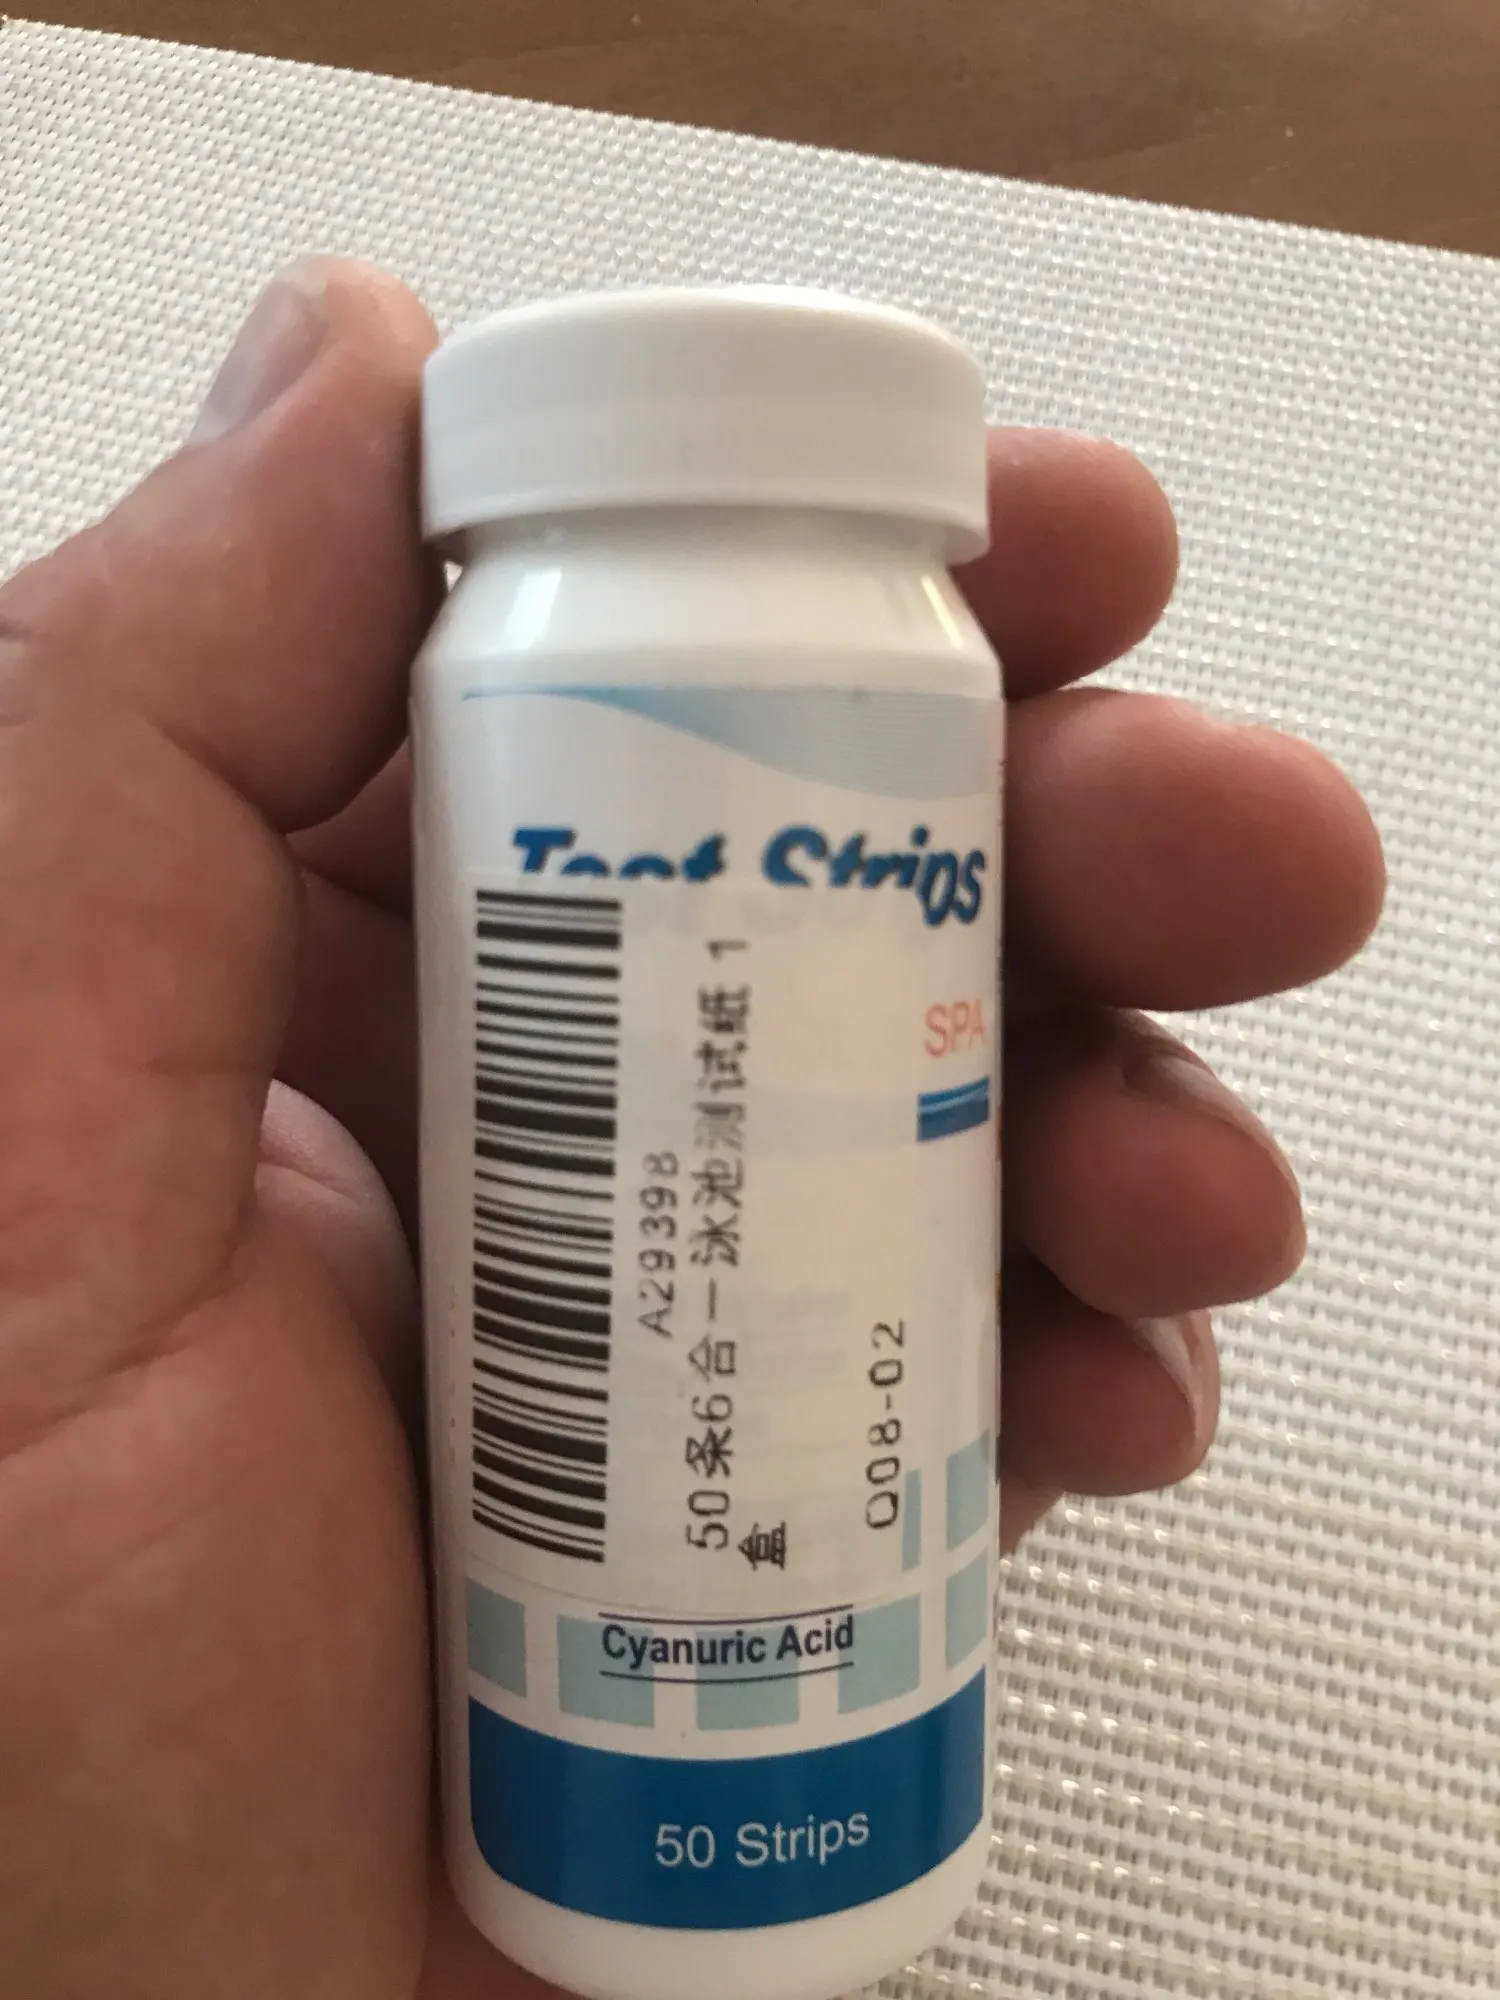 Test Strips
SPA
A29398
50条6合一泳池测试纸 1
盒
Q08-02
Cyanuric Acid
50 Strips